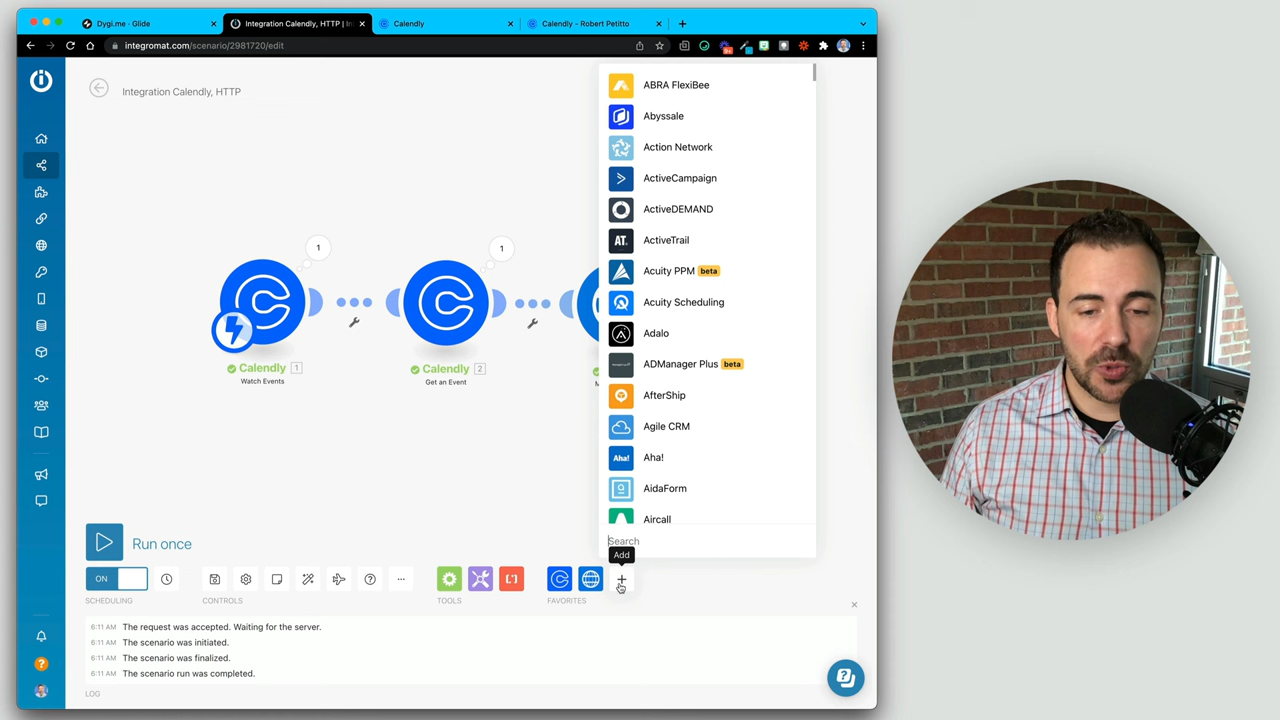 Dygi.me - Glide
Integration Calendly, HTTP | In
Calendly
Calendly - Robert Petitto
integromat.com/scenario/2981720/edit
9+
Integration Calendly, HTTP
ABRA FlexiBee
Abyssale
Action Network
ActiveCampaign
ActiveDEMAND
AT. ActiveTrail
Acuity PPM beta
Acuity Scheduling
Adalo
ADManager Plus beta
AfterShip
Agile CRM
Aha! Aha!
AidaForm
Aircall
Search
Add
1
1
Calendly 1
Watch Events
Calendly 2
Get an Event
M
Run once
ON
SCHEDULING
CONTROLS
TOOLS
FAVORITES
6:11 AM The request was accepted. Waiting for the server.
6:11 AM The scenario was initiated.
6:11 AM The scenario was finalized.
6:11 AM The scenario run was completed.
LOG